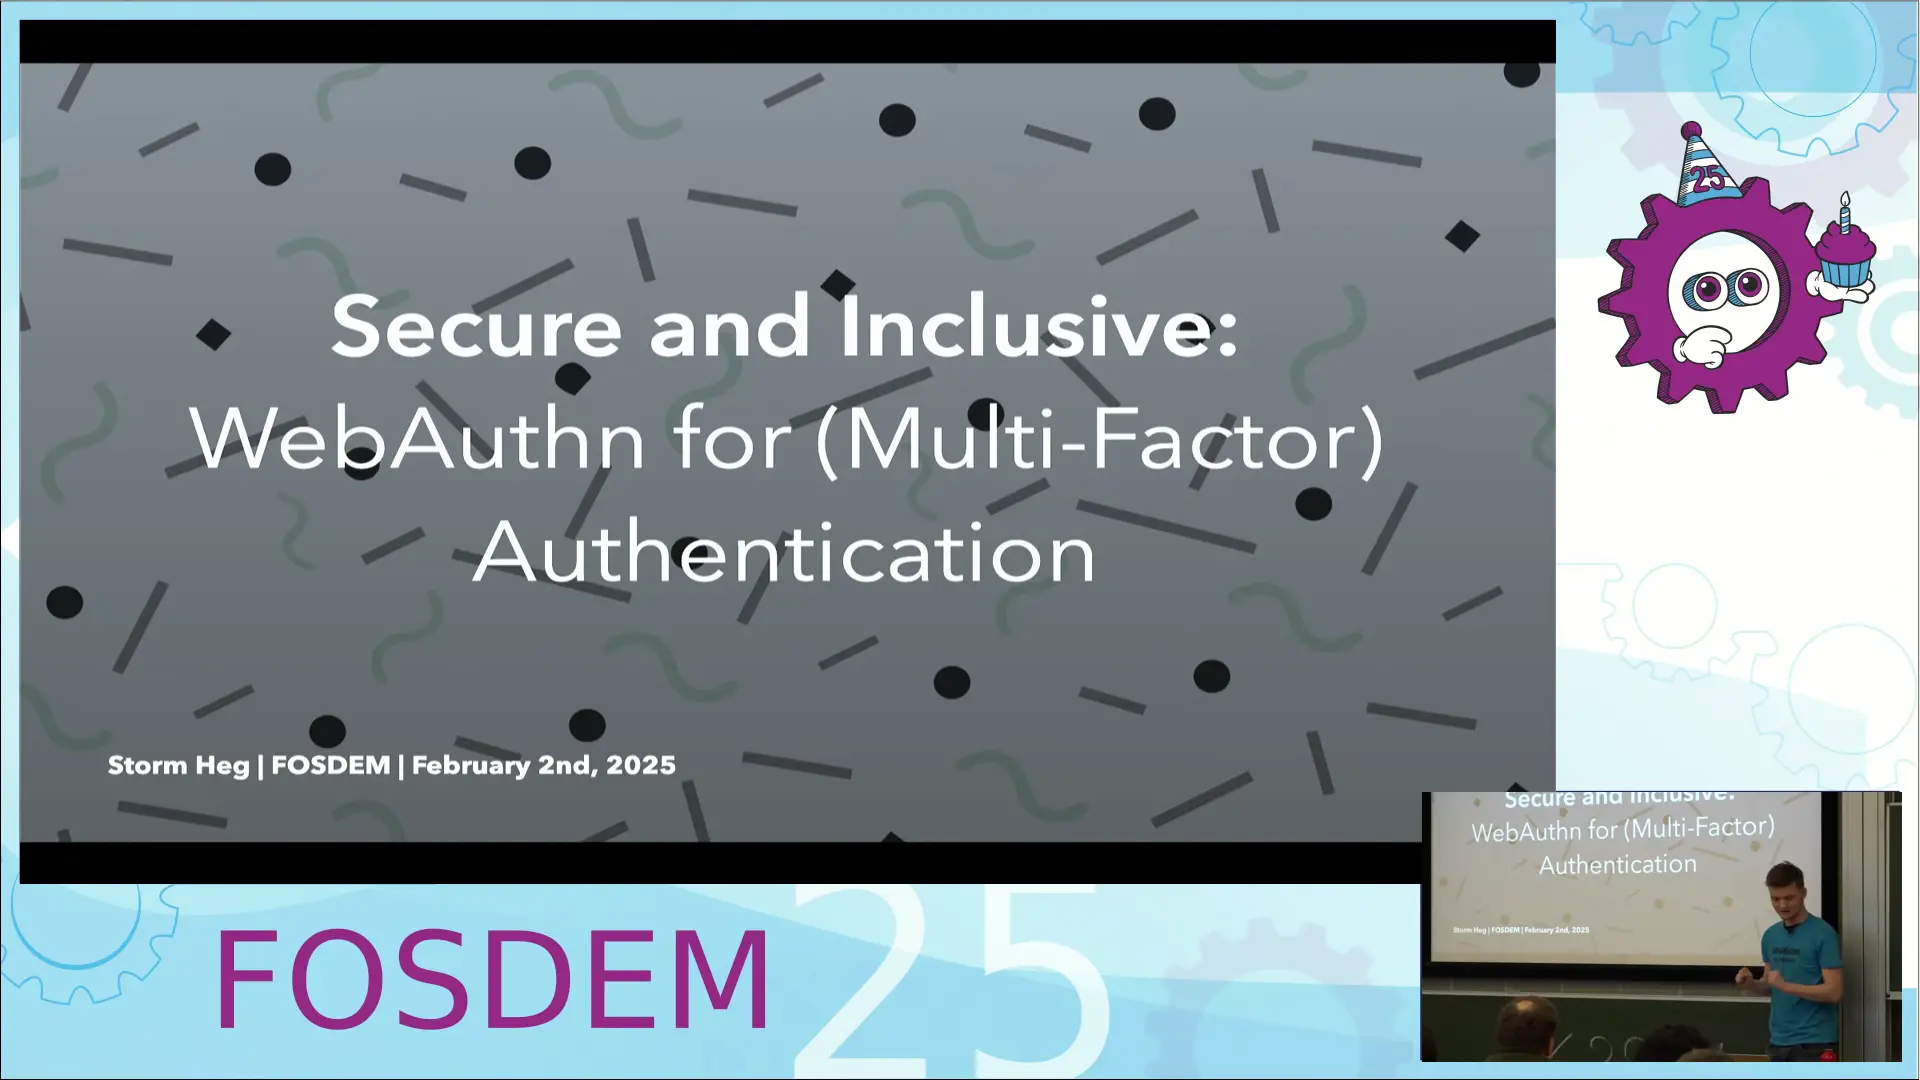 Secure and Inclusive:
WebAuthn for (Multi-Factor)
Authentication
Storm Heg | FOSDEM | February 2nd, 2025
25
Secure and Inclusive:
WebAuthn for (Multi-Factor)
Authentication
Storm Heg | FOSDEM | February 2nd, 2025
FOSDEM
25